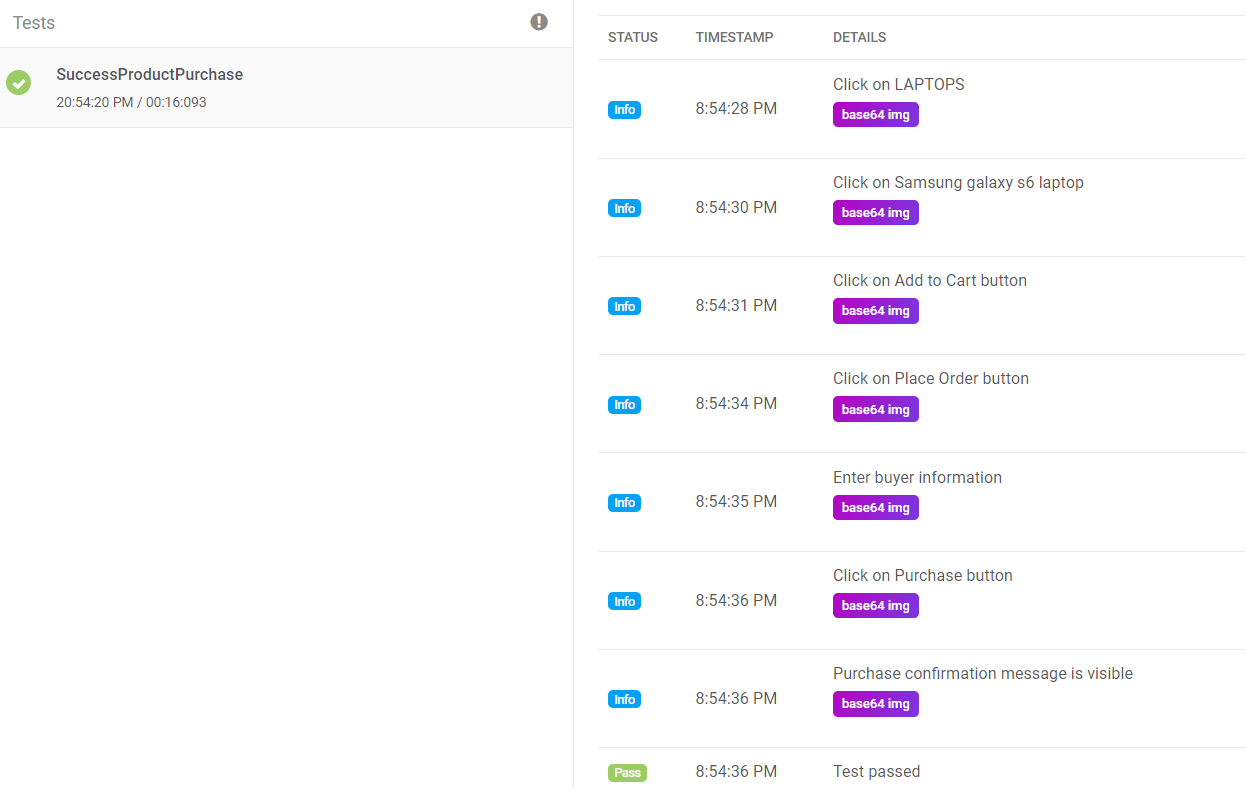 Tests
SuccessProductPurchase
20:54:20 PM / 00:16:093
STATUS TIMESTAMP DETAILS
Click on LAPTOPS
Info 8:54:28 PM
base64 img
Click on Samsung galaxy s6 laptop
Info 8:54:30 PM
base64 img
Click on Add to Cart button
Info 8:54:31 PM
base64 img
Click on Place Order button
Info 8:54:34 PM
base64 img
Enter buyer information
Info 8:54:35 PM
base64 img
Click on Purchase button
Info 8:54:36 PM
base64 img
Purchase confirmation message is visible
Info 8:54:36 PM
base64 img
Pass 8:54:36 PM Test passed